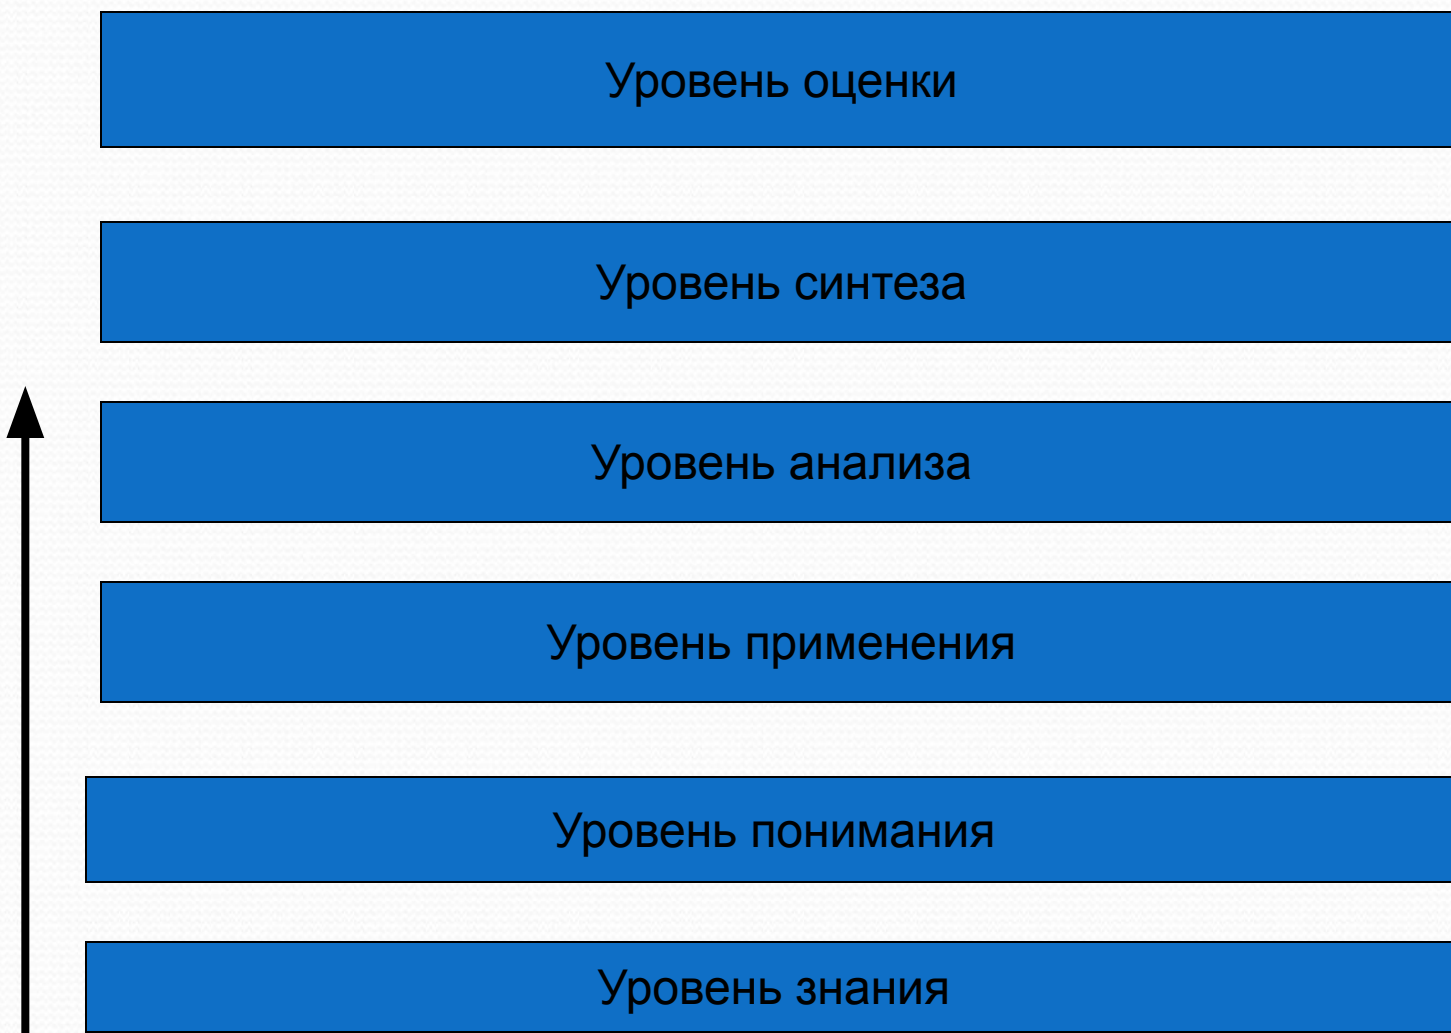 Уровень оценки
Уровень синтеза
Уровень анализа
Уровень применения
Уровень понимания
Уровень знания